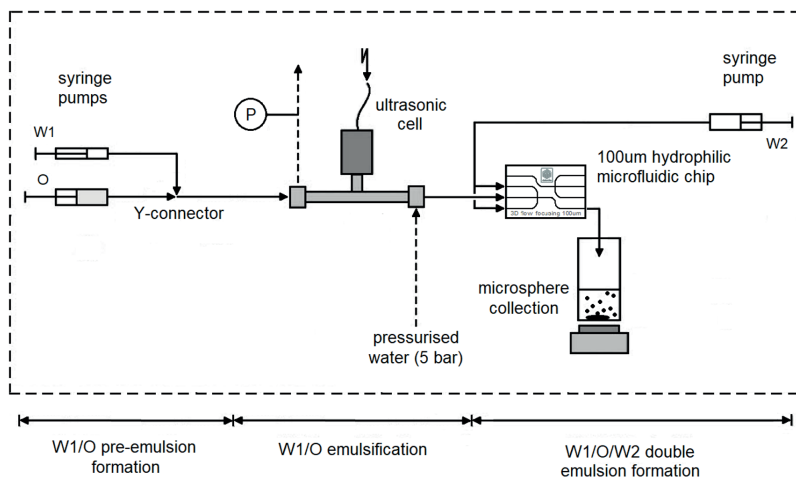 syringe
pumps
W1
O
Y-connector
P
ultrasonic
cell
pressurised
water (5 bar)
syringe
pump
W2
100um hydrophilic
microfluidic chip
3D flow focusing 100um
microsphere
collection
W1/O pre-emulsion
formation
W1/O emulsification
W1/O/W2 double
emulsion formation